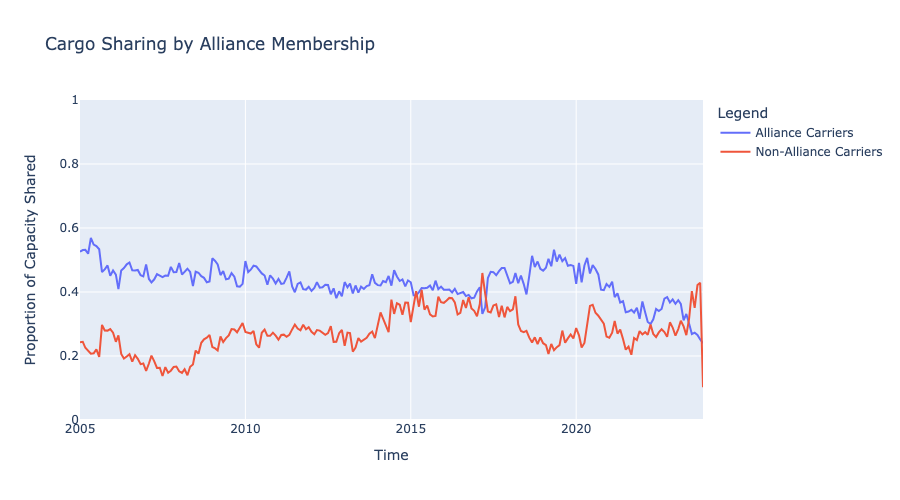 Cargo Sharing by Alliance Membership
Legend
Alliance Carriers
Non-Alliance Carriers
Proportion of Capacity Shared
1
0.8
0.6
0.4
0.2
0
2005
2010
2015
2020
Time